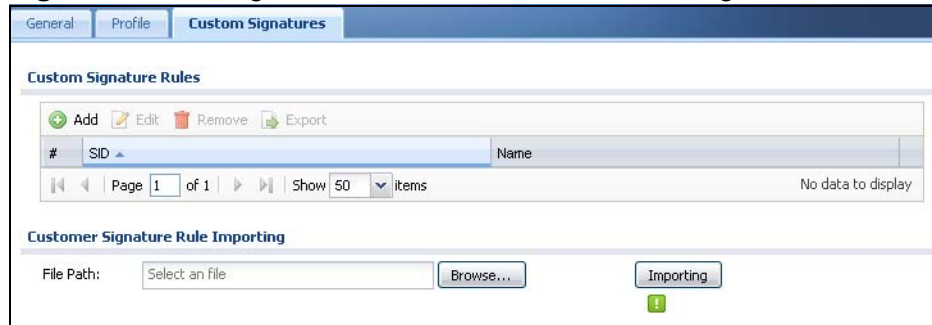 General Profile Custom Signatures
Custom Signature Rules
Add Edit Remove Export
# SID Name
Page 1 of 1 Show 50 items No data to display
Customer Signature Rule Importing
File Path: Select an file Browse... Importing